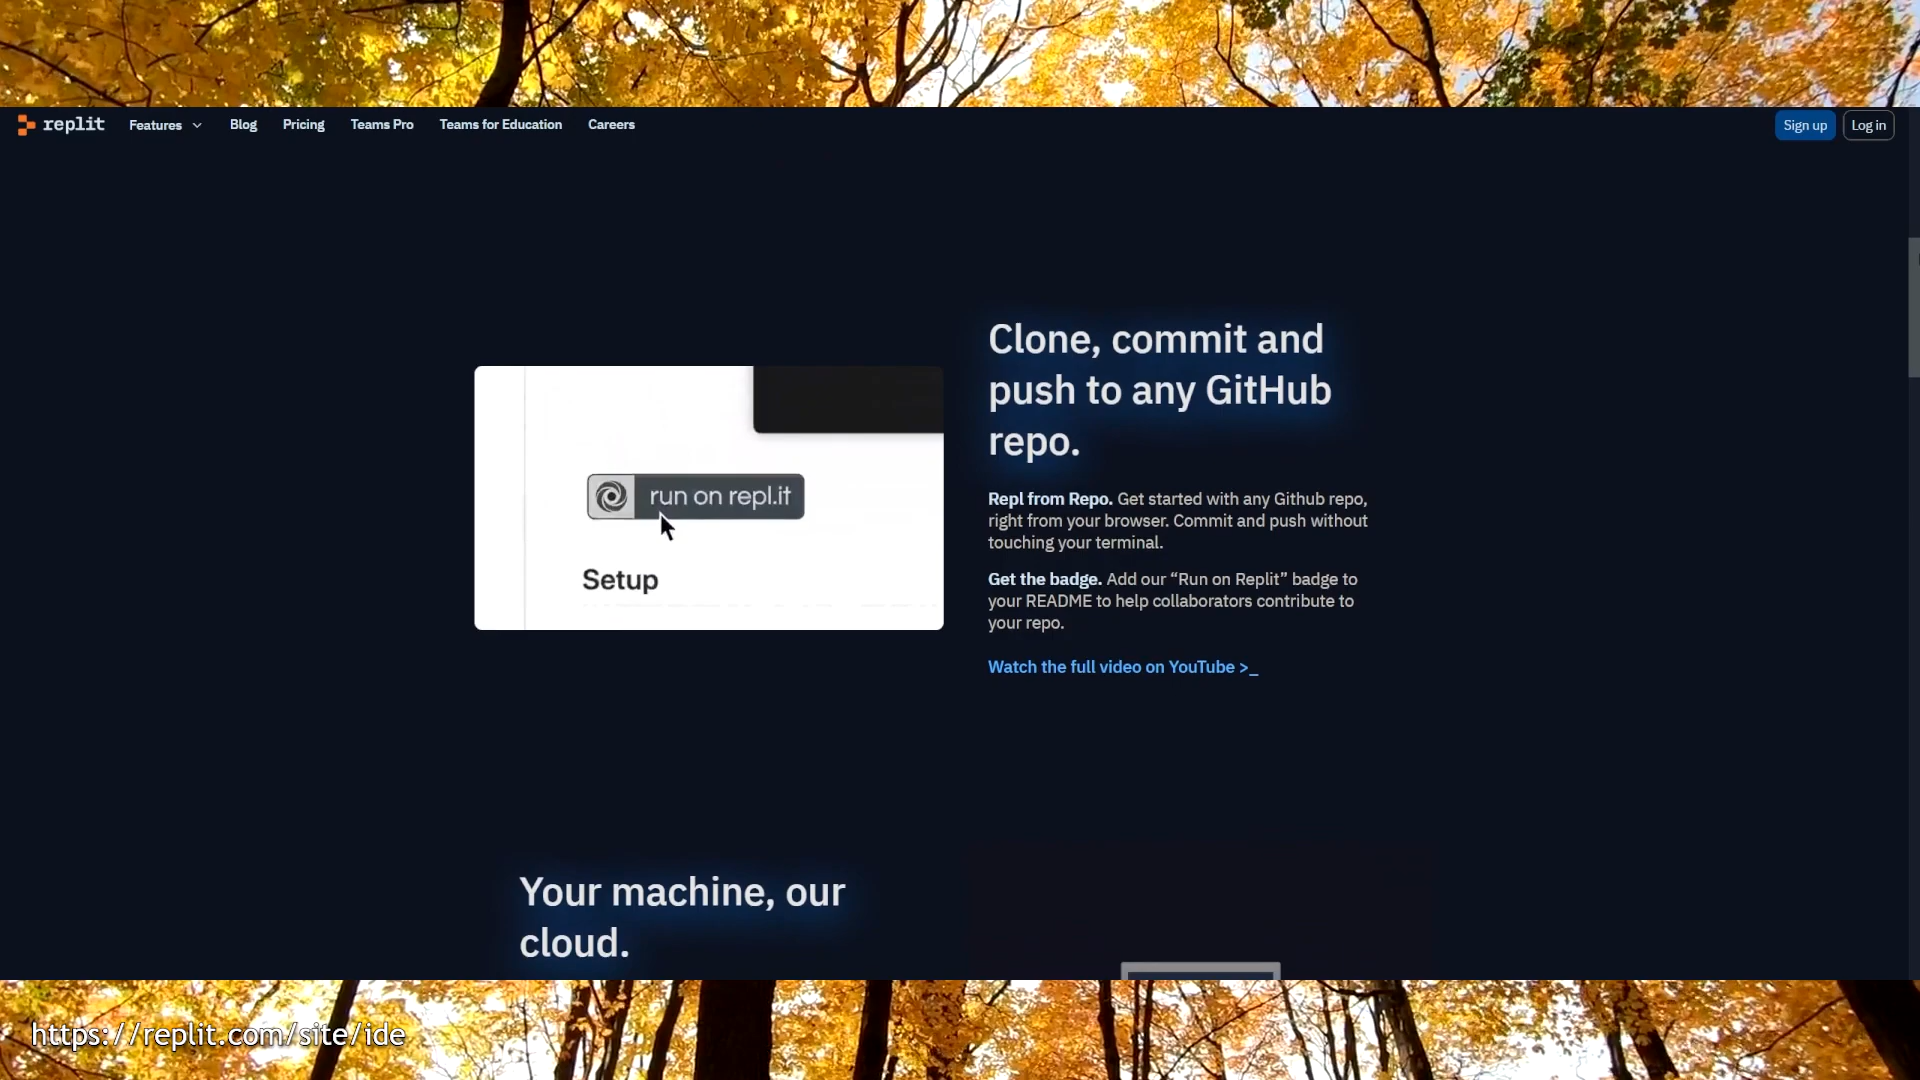 replit
Features
Blog
Pricing
Teams Pro
Teams for Education
Careers
Sign up
Log in
run on repl.it
Setup
Clone, commit and
push to any GitHub
repo.
Repl from Repo. Get started with any Github repo,
right from your browser. Commit and push without
touching your terminal.
Get the badge. Add our “Run on Replit” badge to
your README to help collaborators contribute to
your repo.
Watch the full video on YouTube >_
Your machine, our
cloud.
https://replit.com/site/ide